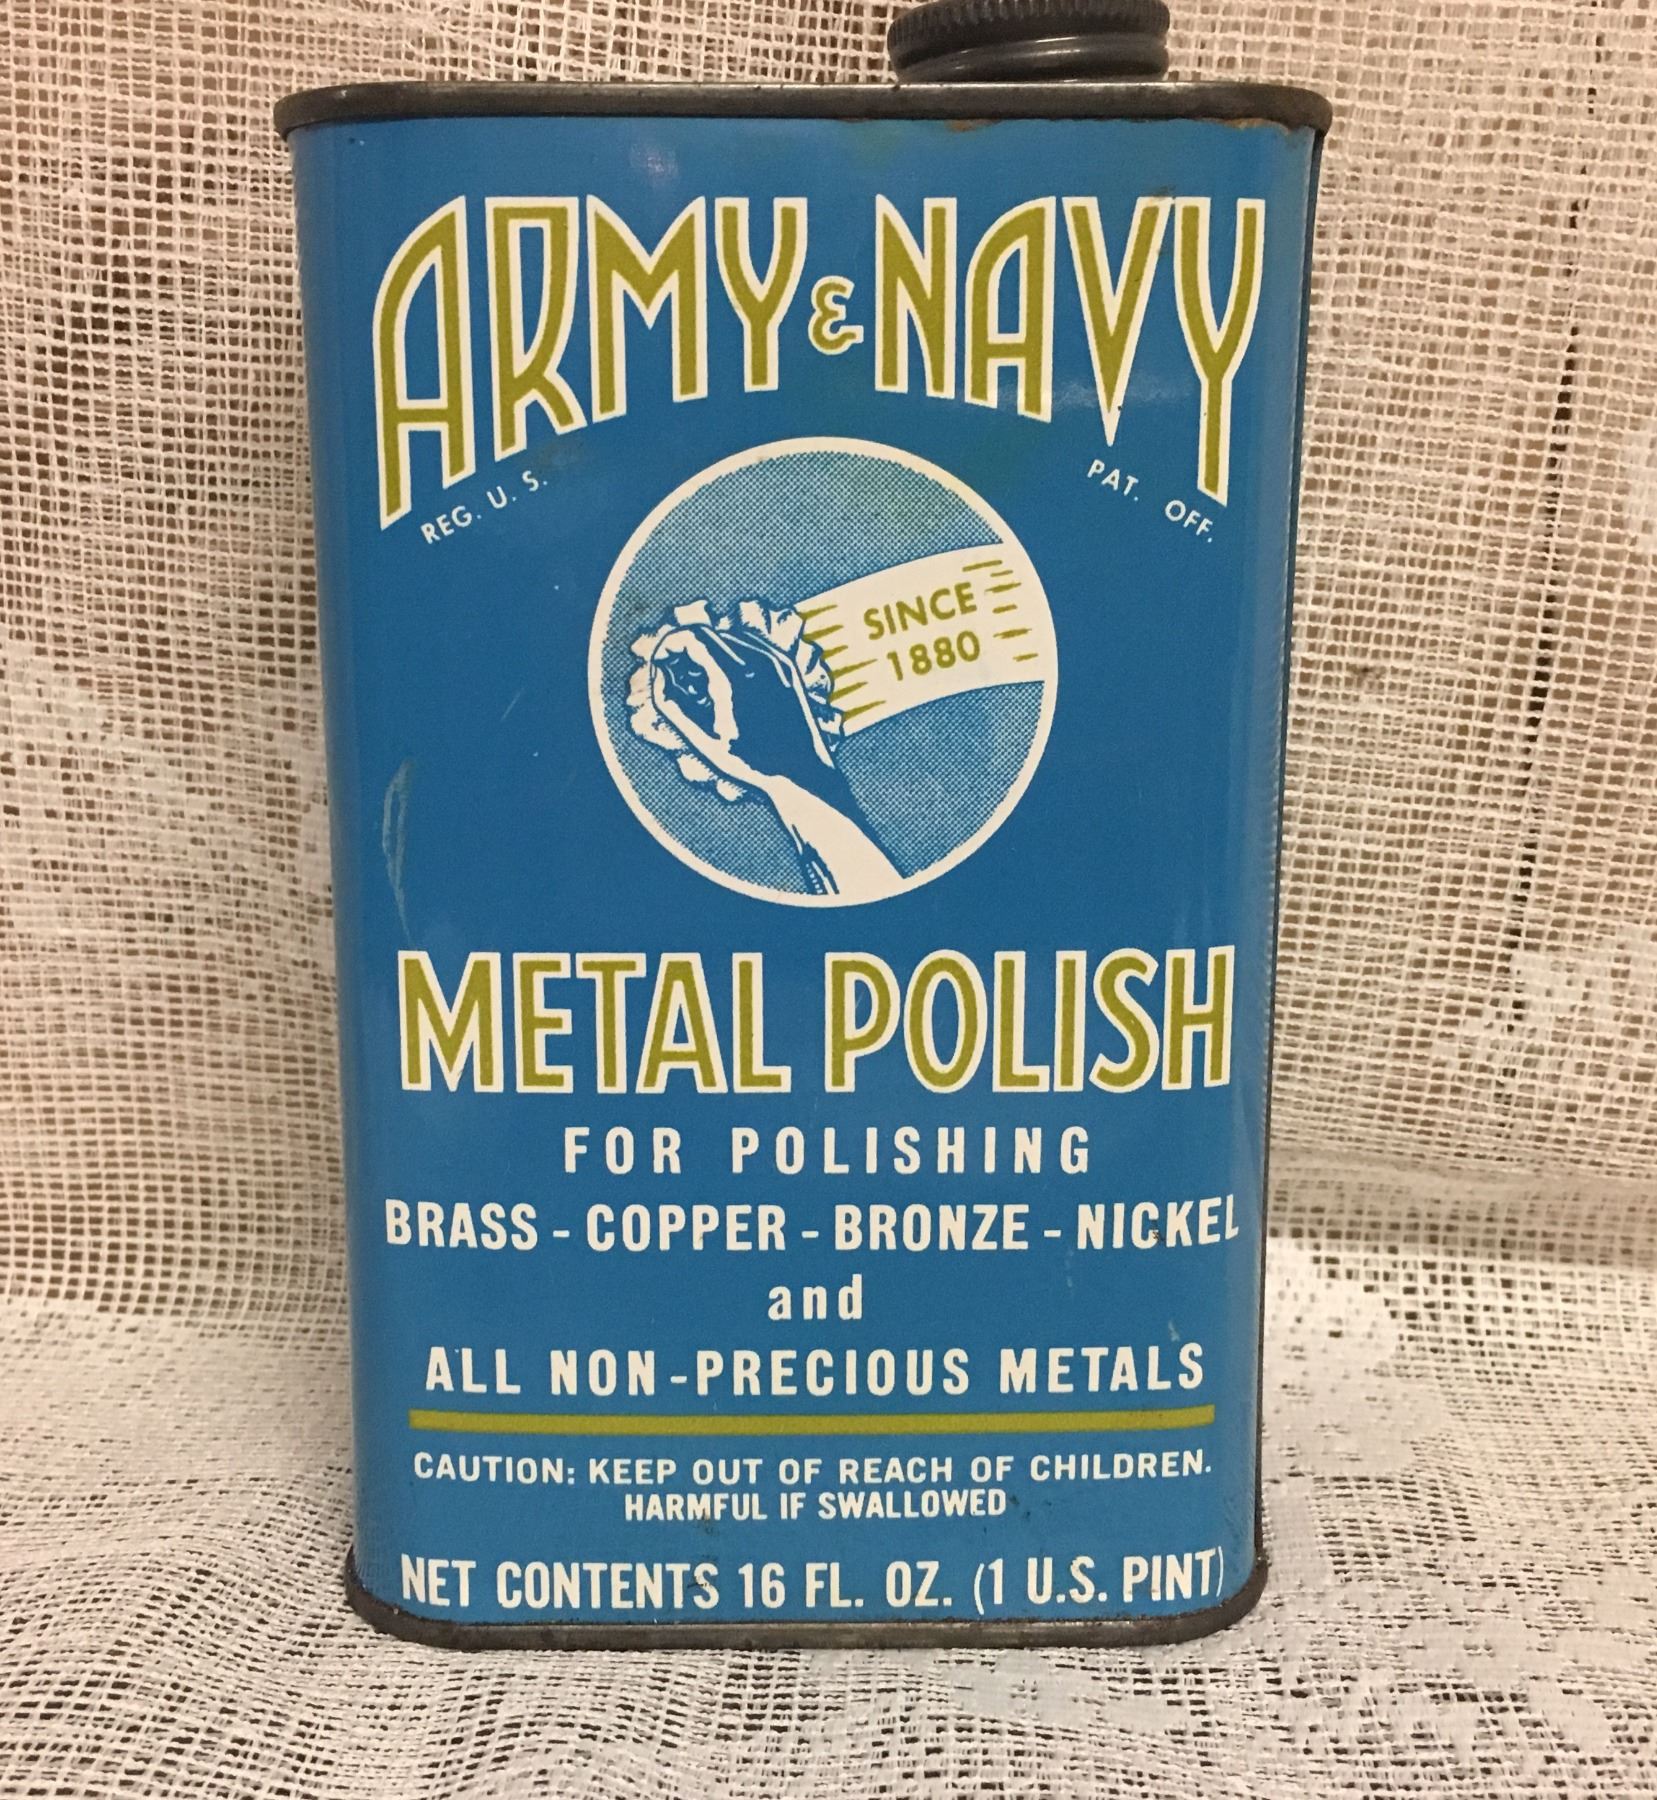 ARMY & NAVY
REG. U. S. PAT. OFF.
SINCE
1880
METAL POLISH
FOR POLISHING
BRASS - COPPER - BRONZE - NICKEL
and
ALL NON-PRECIOUS METALS
CAUTION: KEEP OUT OF REACH OF CHILDREN.
HARMFUL IF SWALLOWED
NET CONTENTS 16 FL. OZ. (1 U.S. PINT)